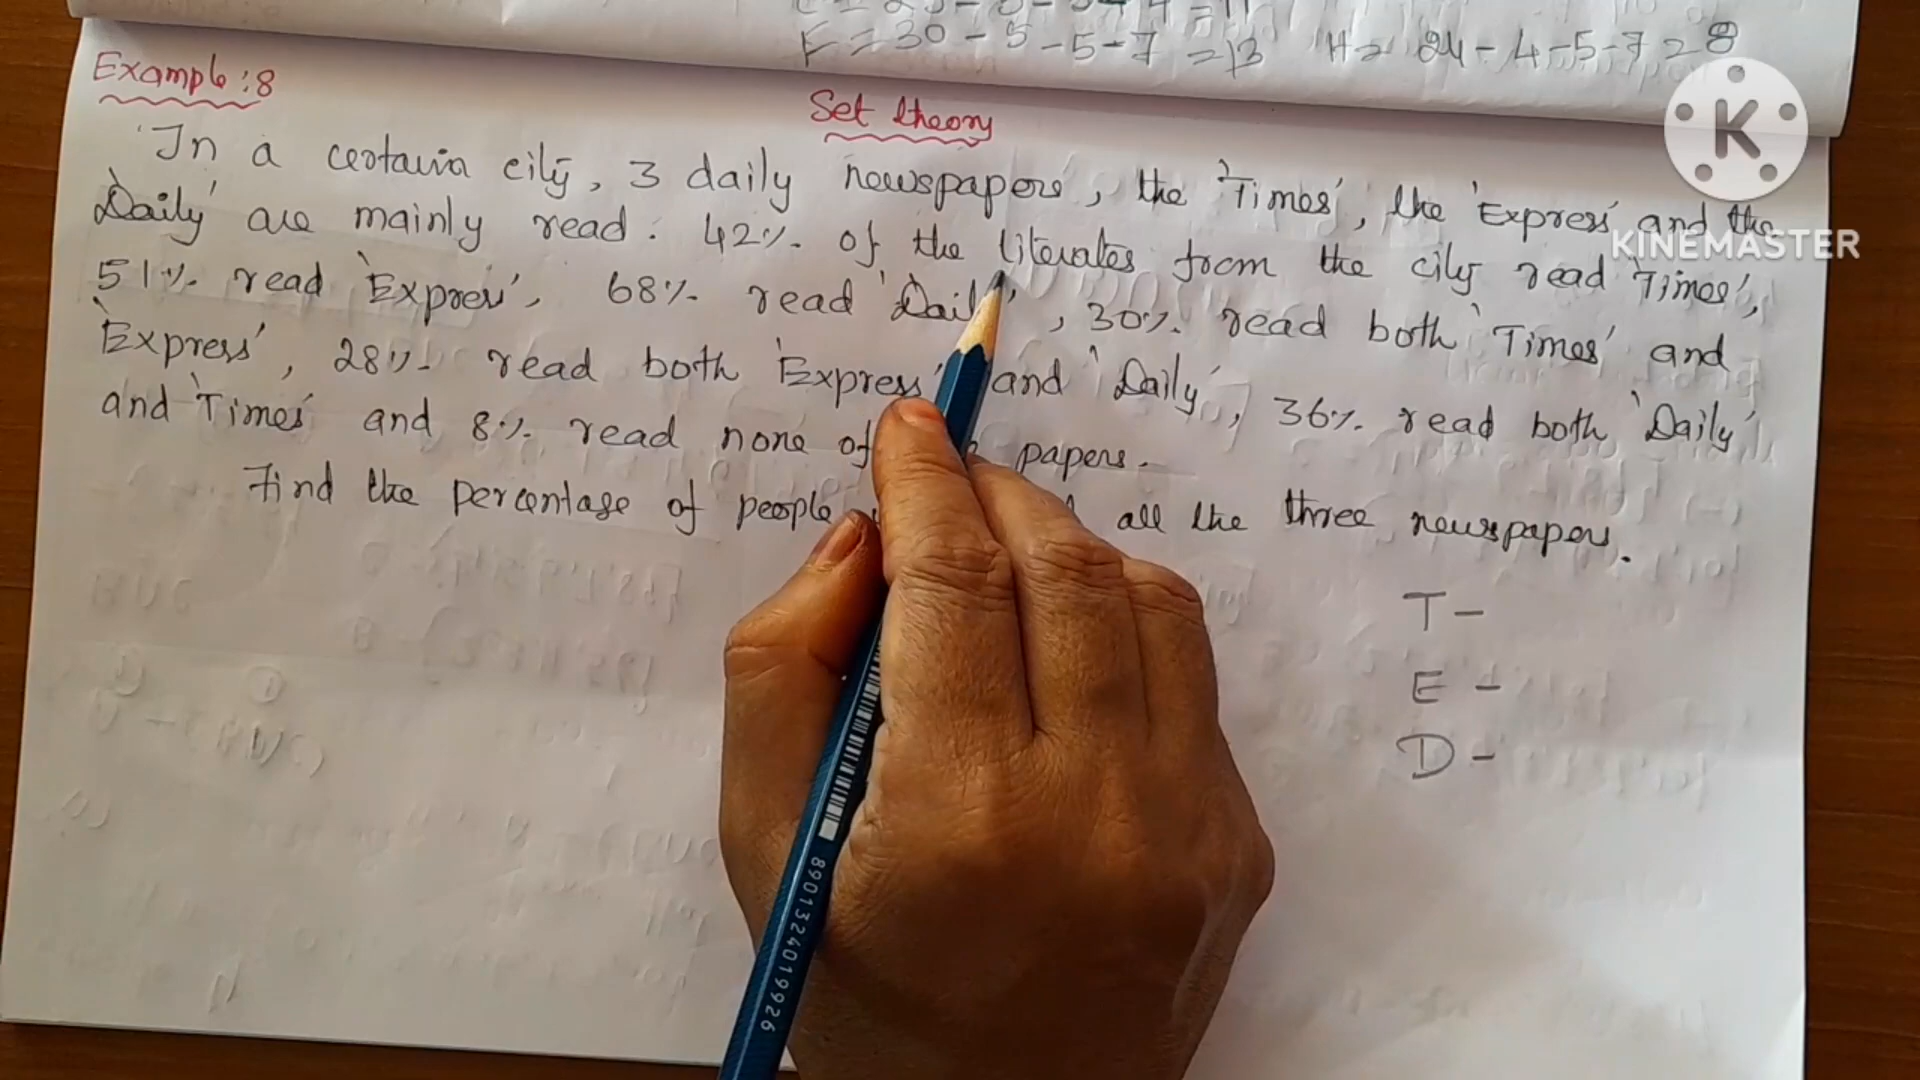 F = 30 - 5 - 5 - 7 = 13 H = 24 - 4 - 5 - 7 = 8
Example : 8
Set theory
K
KINEMASTER
In a certain city, 3 daily newspapers, the 'Times', the 'Express' and the
'Daily' are mainly read. 42% of the literates from the city read 'Times',
51% read 'Express', 68% read 'Daily', 30% read both 'Times' and
'Express', 28% read both 'Express' and 'Daily', 36% read both 'Daily'
and 'Times' and 8% read none of papers.
Find the percentage of people all the three newspapers.
T -
E -
D -
8901324019926